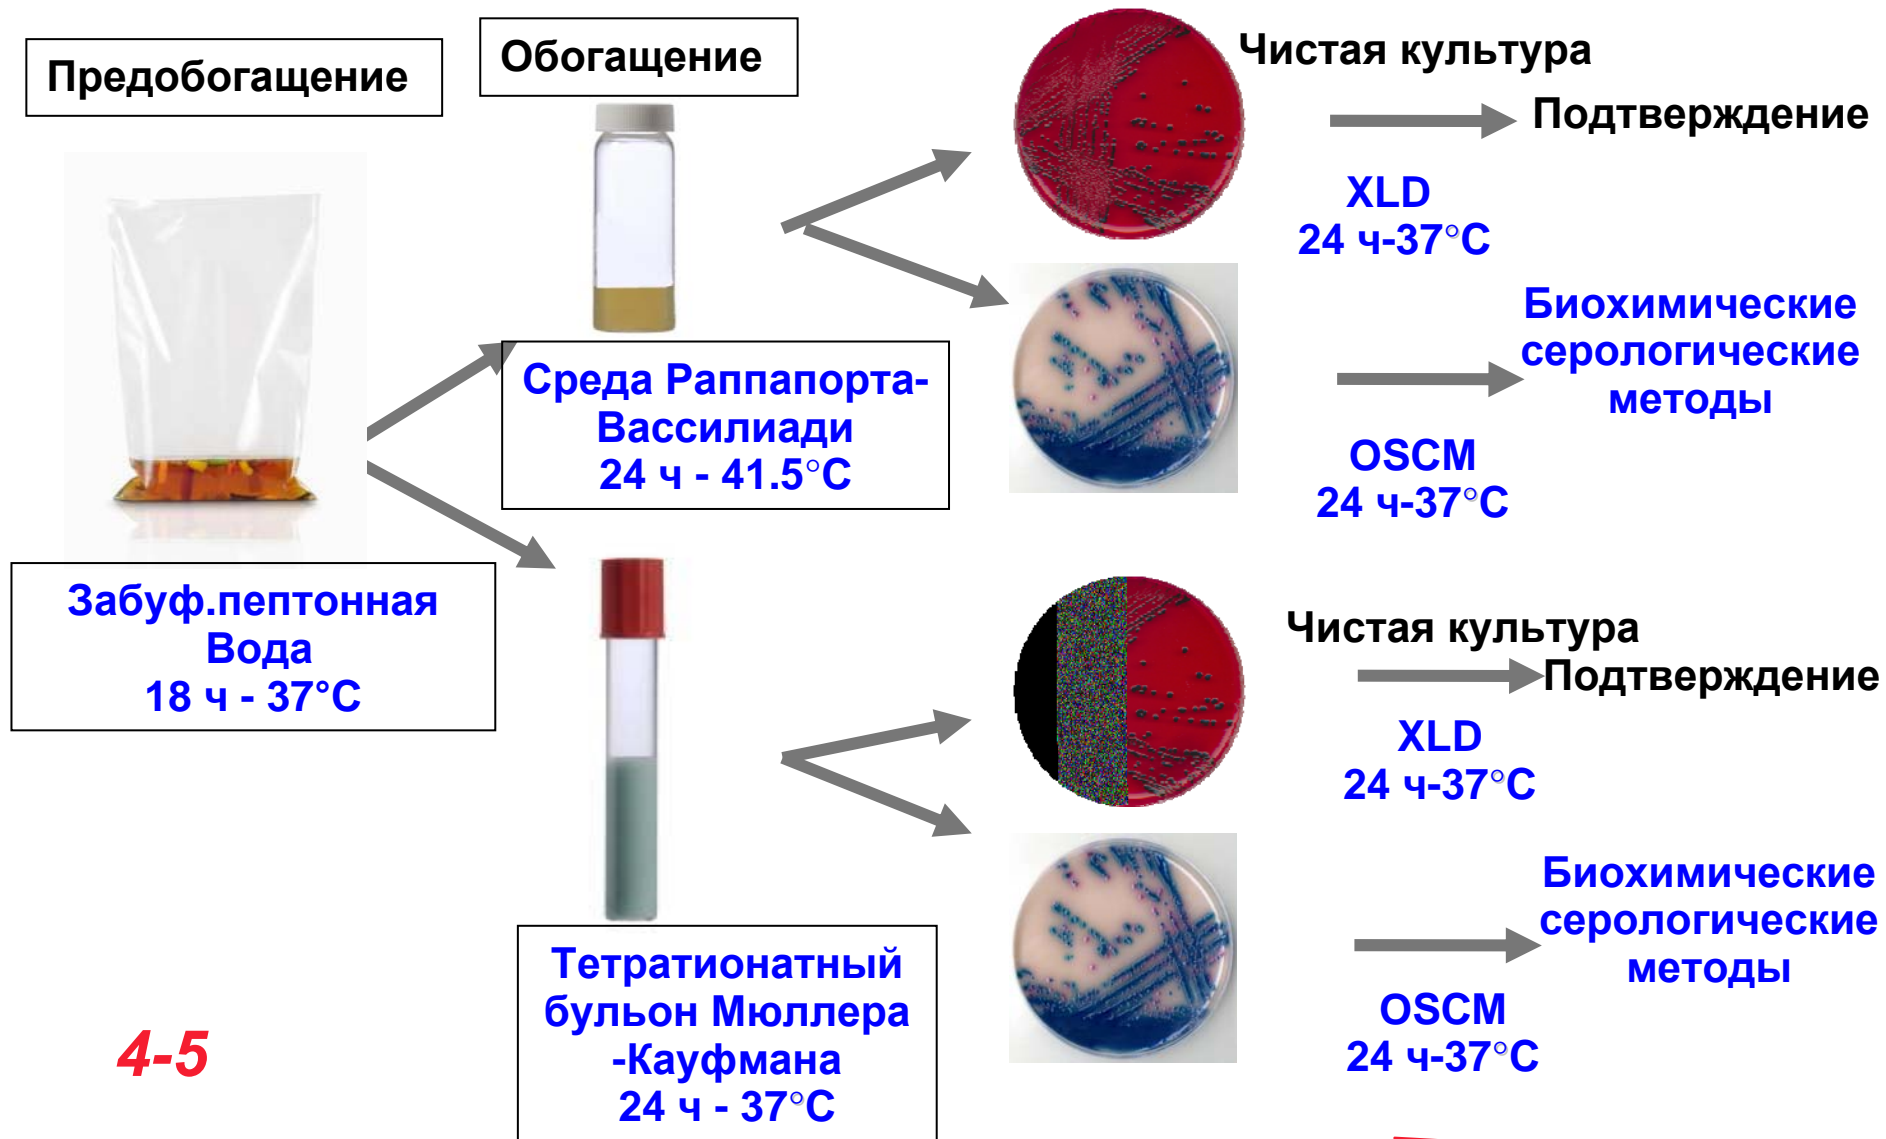 Предобогащение
Обогащение
Чистая культура
Подтверждение
XLD
24 ч-37°C
Биохимические
серологические
методы
OSCM
24 ч-37°C
Среда Раппапорта-
Вассилиади
24 ч - 41.5°C
Забуф.пептонная
Вода
18 ч - 37°C
Чистая культура
Подтверждение
XLD
24 ч-37°C
Биохимические
серологические
методы
OSCM
24 ч-37°C
Тетратионатный
бульон Мюллера
-Кауфмана
24 ч - 37°C
4-5